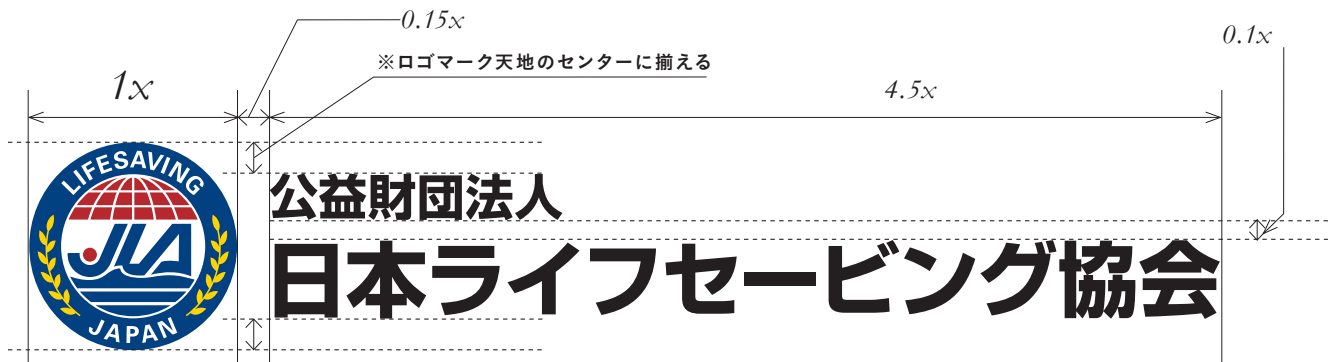 0.15x
0.1x
※ロゴマーク天地のセンターに揃える
1x
4.5x
LIFESAVING
JLA
JAPAN
公益財団法人
日本ライフセービング協会